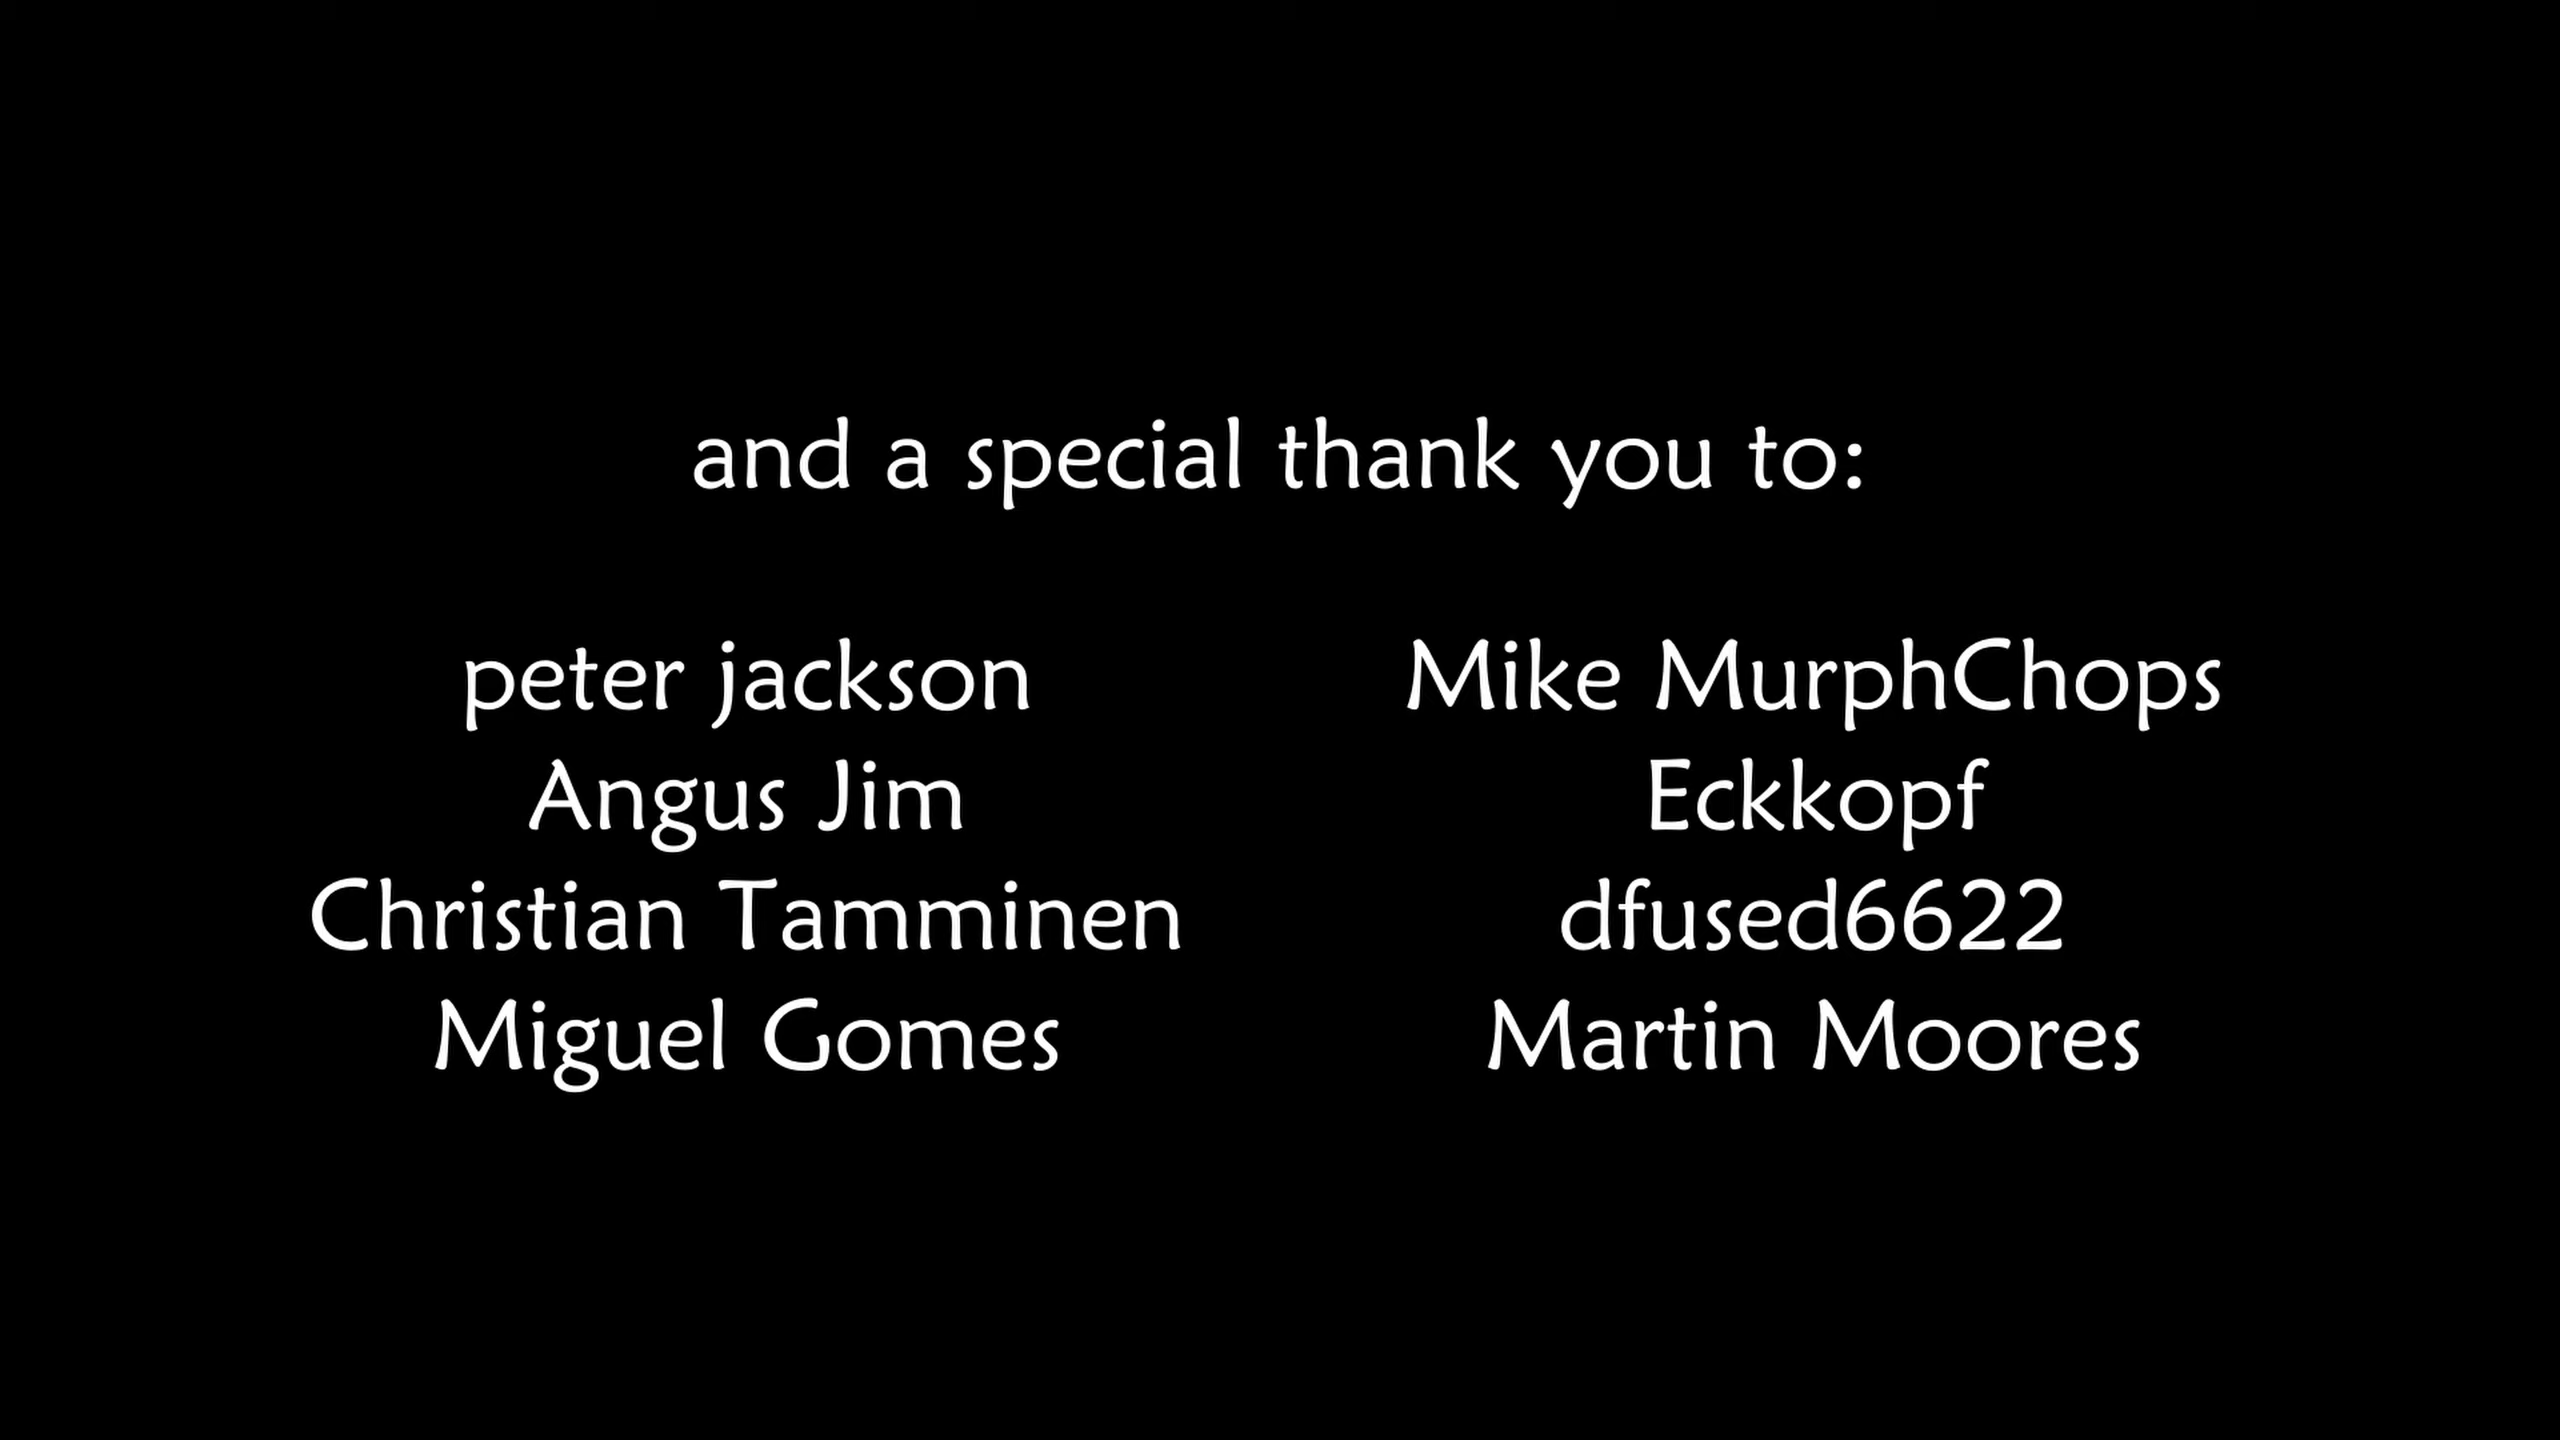 and a special thank you to:
peter jackson
Angus Jim
Christian Tamminen
Miguel Gomes
Mike MurphChops
Eckkopf
dfused6622
Martin Moores